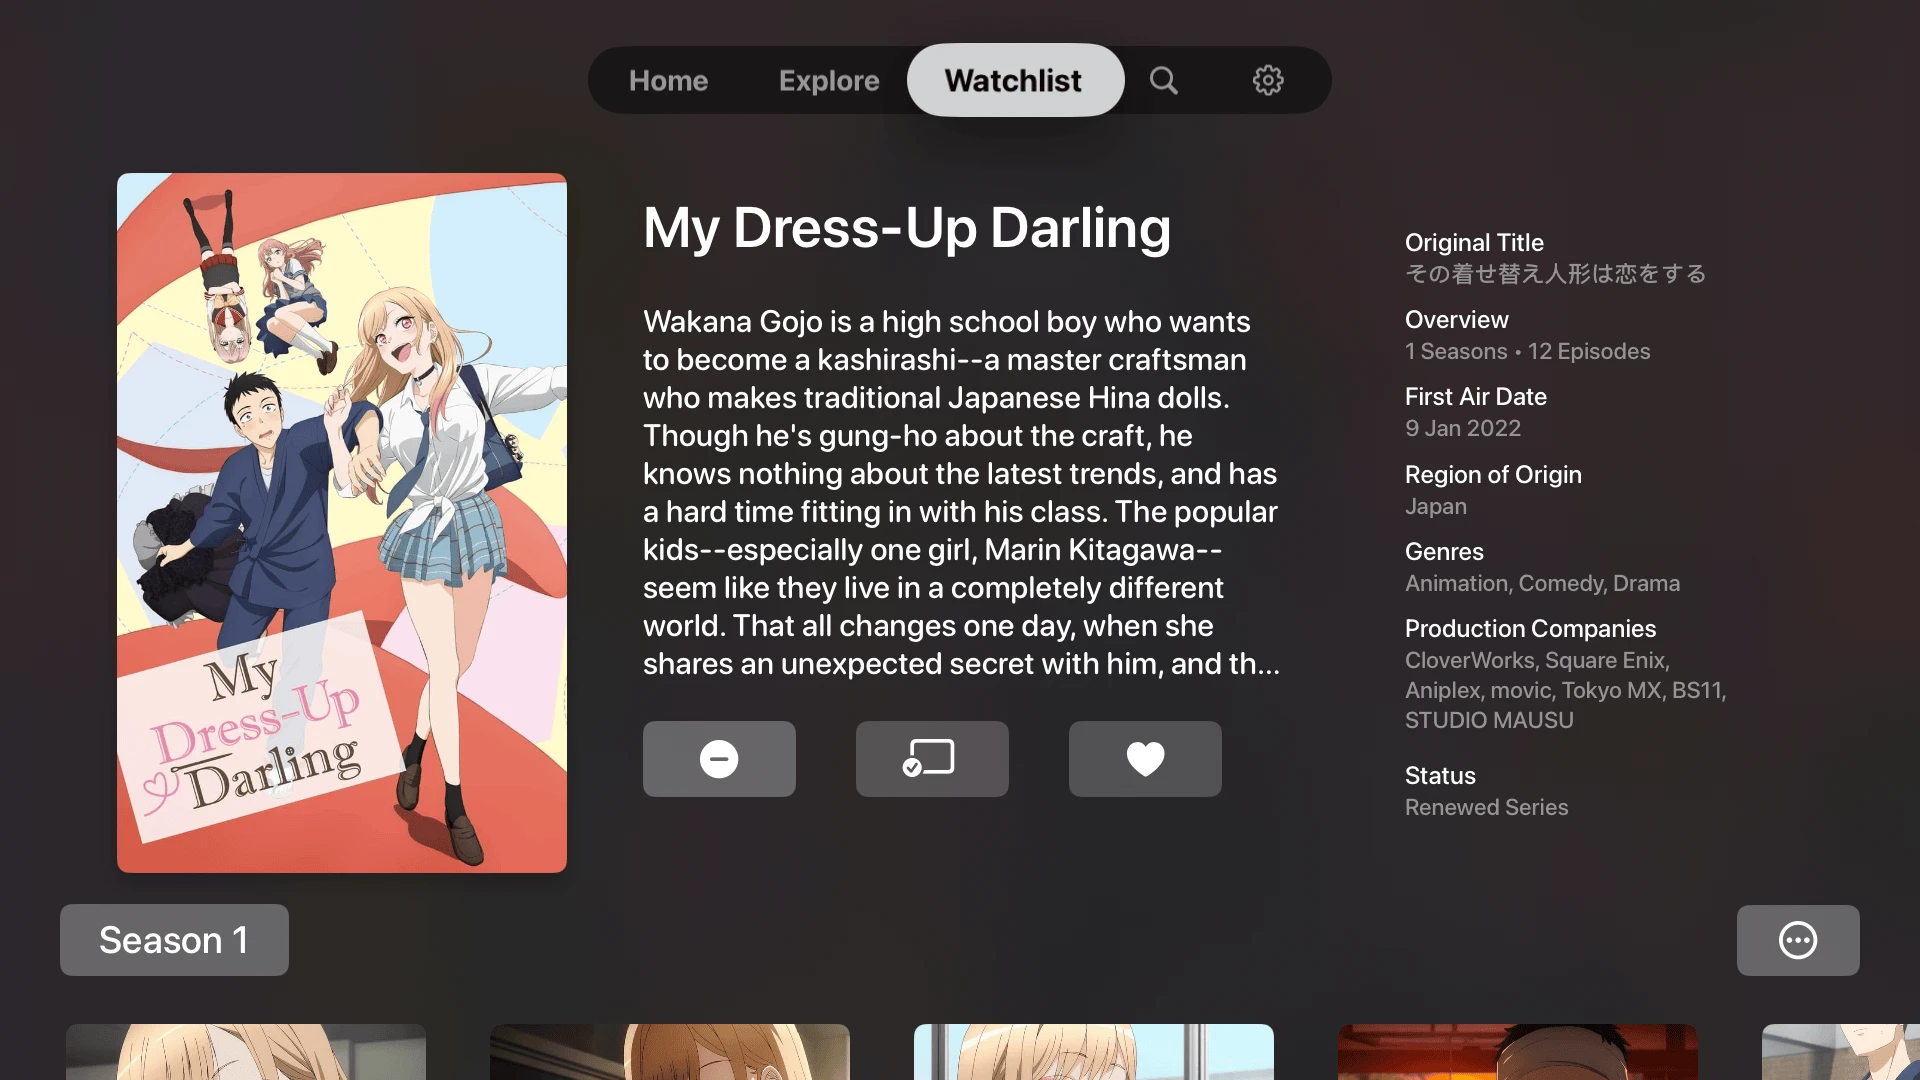 Home
Explore
Watchlist
My
Dress-Up
Darling
My Dress-Up Darling
Wakana Gojo is a high school boy who wants
to become a kashirashi--a master craftsman
who makes traditional Japanese Hina dolls.
Though he's gung-ho about the craft, he
knows nothing about the latest trends, and has
a hard time fitting in with his class. The popular
kids--especially one girl, Marin Kitagawa--
seem like they live in a completely different
world. That all changes one day, when she
shares an unexpected secret with him, and th...
Original Title
その着せ替え人形は恋をする
Overview
1 Seasons • 12 Episodes
First Air Date
9 Jan 2022
Region of Origin
Japan
Genres
Animation, Comedy, Drama
Production Companies
CloverWorks, Square Enix,
Aniplex, movic, Tokyo MX, BS11,
STUDIO MAUSU
Status
Renewed Series
Season 1